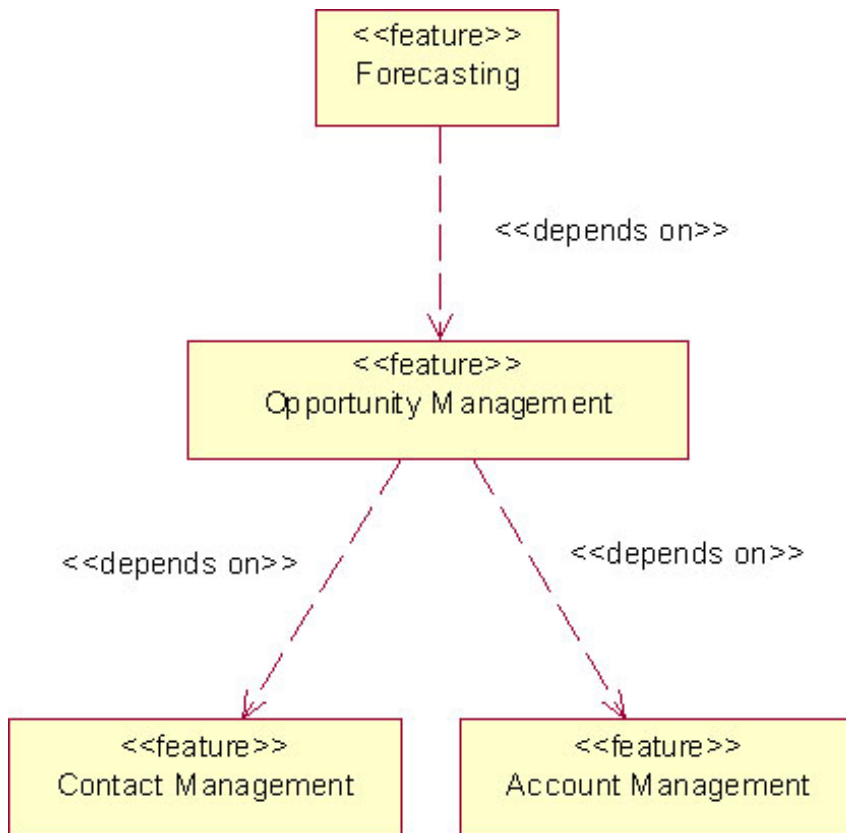 <<feature>>
Forecasting
<<depends on>>
<<feature>>
Opportunity Management
<<depends on>>
<<depends on>>
<<feature>>
Contact Management
<<feature>>
Account Management